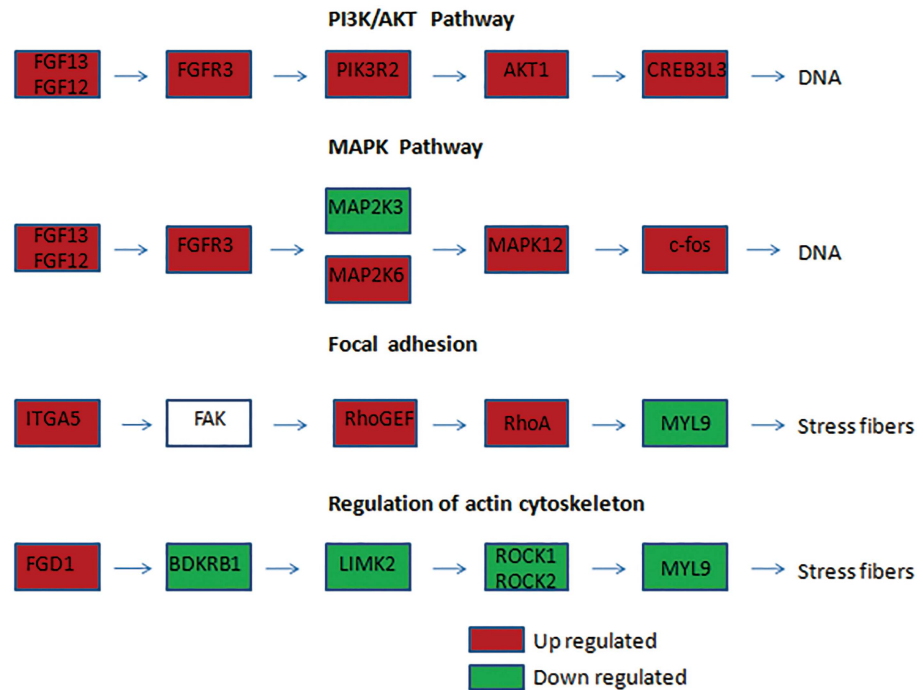 PI3K/AKT Pathway
FGF13
FGF12
FGFR3
PIK3R2
AKT1
CREB3L3
DNA
MAPK Pathway
MAP2K3
FGF13
FGF12
FGFR3
MAPK12
c-fos
DNA
MAP2K6
Focal adhesion
ITGA5
FAK
RhoGEF
RhoA
MYL9
Stress fibers
Regulation of actin cytoskeleton
FGD1
BDKRB1
LIMK2
ROCK1
ROCK2
MYL9
Stress fibers
Up regulated
Down regulated